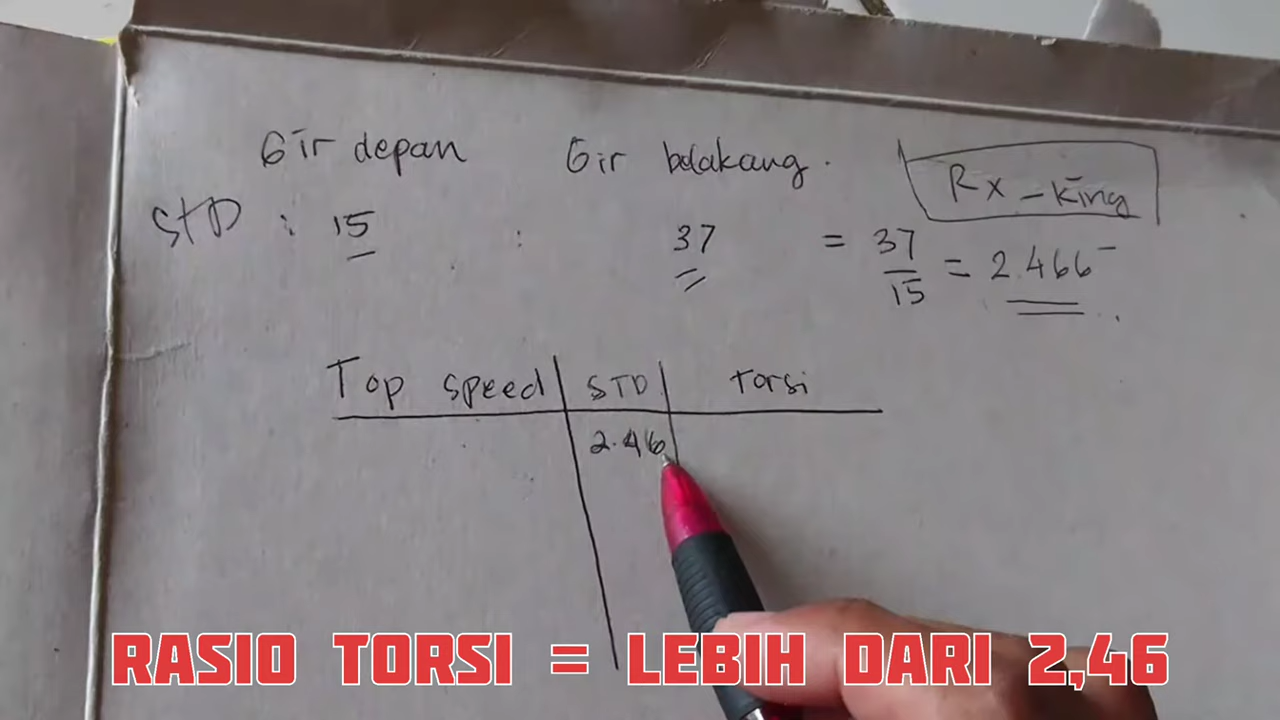 Gir depan Gir belakang.
Rx-King
STD : 15 : 37 = 37/15 = 2.466
Top speed STD Torsi
2.46
RASIO TORSI = LEBIH DARI 2,46